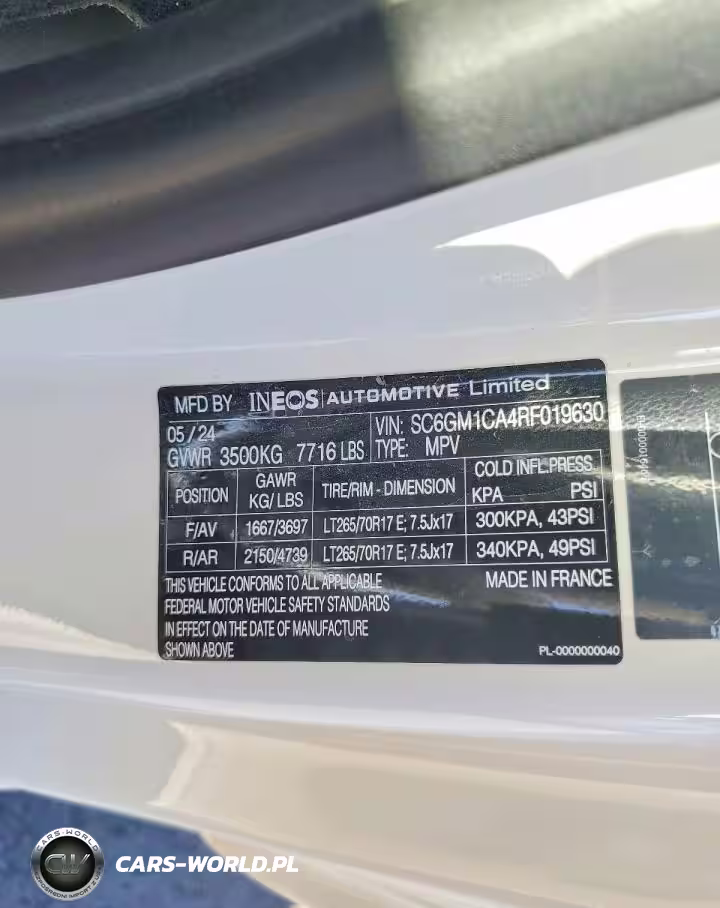 MFD BY INEOS AUTOMOTIVE Limited
05/24 VIN: SC6GM1CA4RF019630
GVWR 3500KG 7716 LBS TYPE: MPV
POSITION GAWR KG/LBS TIRE/RIM - DIMENSION COLD INFL.PRESS. KPA PSI
F/AV 1667/3697 LT265/70R17 E; 7.5Jx17 300KPA, 43PSI
R/AR 2150/4739 LT265/70R17 E; 7.5Jx17 340KPA, 49PSI
THIS VEHICLE CONFORMS TO ALL APPLICABLE MADE IN FRANCE
FEDERAL MOTOR VEHICLE SAFETY STANDARDS
IN EFFECT ON THE DATE OF MANUFACTURE
SHOWN ABOVE PL-0000000040
CARS-WORLD
CW
CARS-WORLD.PL